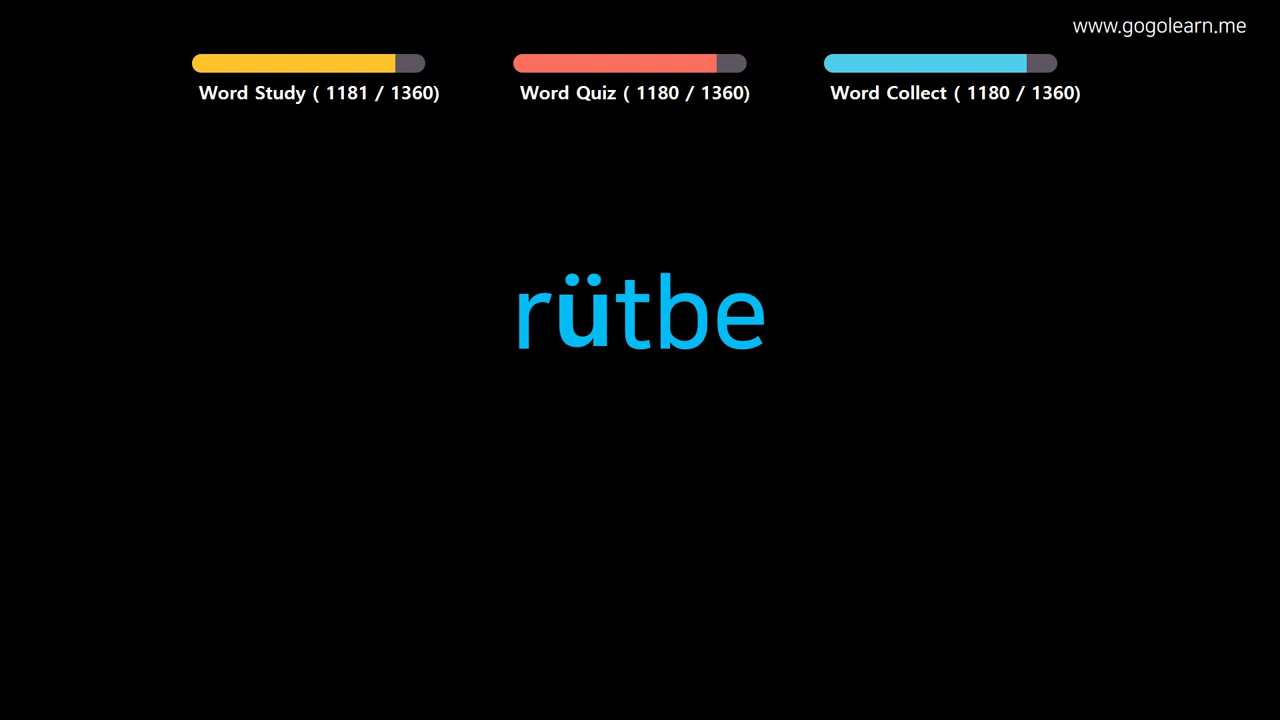 www.gogolearn.me
Word Study ( 1181 / 1360)
Word Quiz ( 1180 / 1360)
Word Collect ( 1180 / 1360)
rütbe